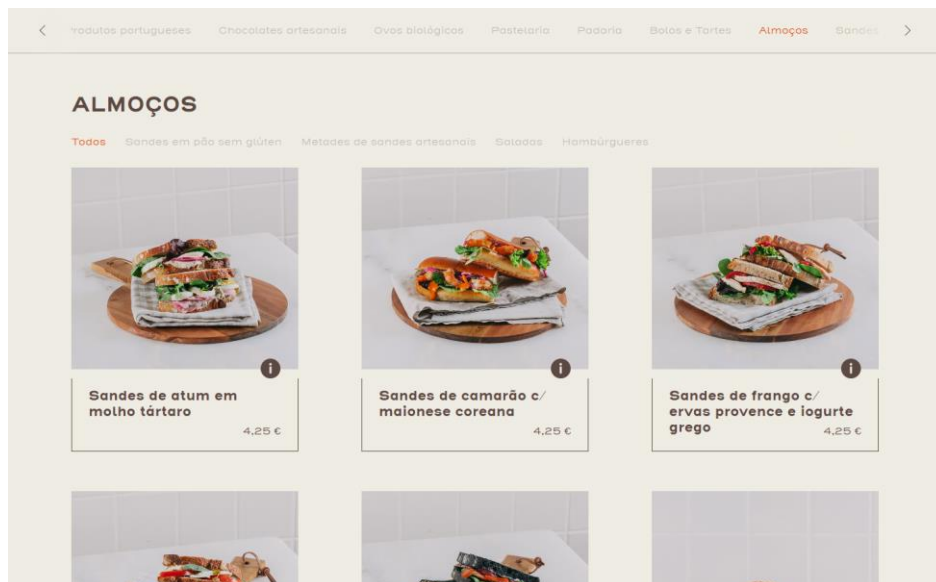 rodutos portugueses Chocolates artesanais Ovos biológicos Pastelaria Padaria Bolos e Tartes Almoços Sandes
ALMOÇOS
Todos Sandes em pão sem glúten Metades de sandes artesanais Saladas Hambúrgueres
i i i
Sandes de atum em
molho tártaro
4,25 €
Sandes de camarão c/
maionese coreana
4,25 €
Sandes de frango c/
ervas provence e iogurte
grego
4,25 €